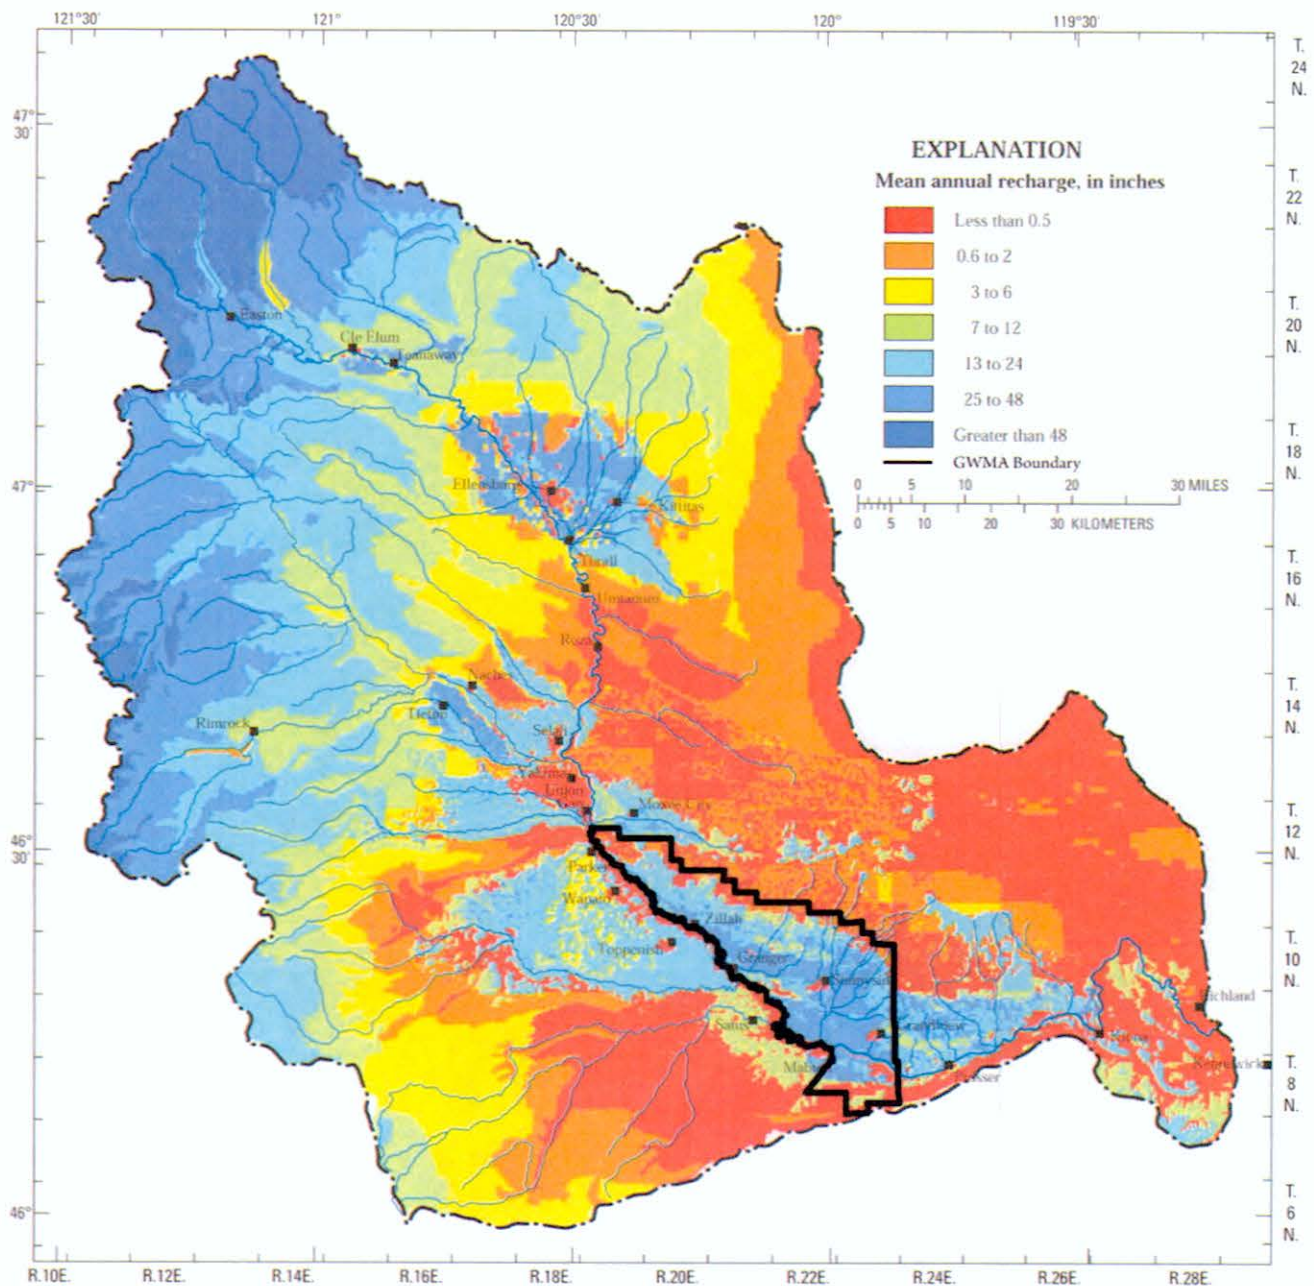 121°30' 121° 120°30' 120° 119°30'
T. 24 N.
47° 30'
EXPLANATION
Mean annual recharge, in inches
Less than 0.5
0.6 to 2
3 to 6
7 to 12
13 to 24
25 to 48
Greater than 48
GWMA Boundary
0 5 10 20 30 MILES
0 5 10 20 30 KILOMETERS
T. 22 N.
T. 20 N.
T. 18 N.
T. 16 N.
T. 14 N.
T. 12 N.
T. 10 N.
T. 8 N.
T. 6 N.
Easton
Cle Elum
Teanaway
47°
Ellensburg
Kittitas
Thrall
Umtanum
Roza
Naches
Tieton
Rimrock
Selah
Yakima
Union
Gap
Moxee City
46° 30'
Parker
Wapato
Zillah
Toppenish
Granger
Sunnyside
Satus
Grandview
Mabton
Prosser
Richland
Kennewick
46°
R.10E. R.12E. R.14E. R.16E. R.18E. R.20E. R.22E. R.24E. R.26E. R.28E.